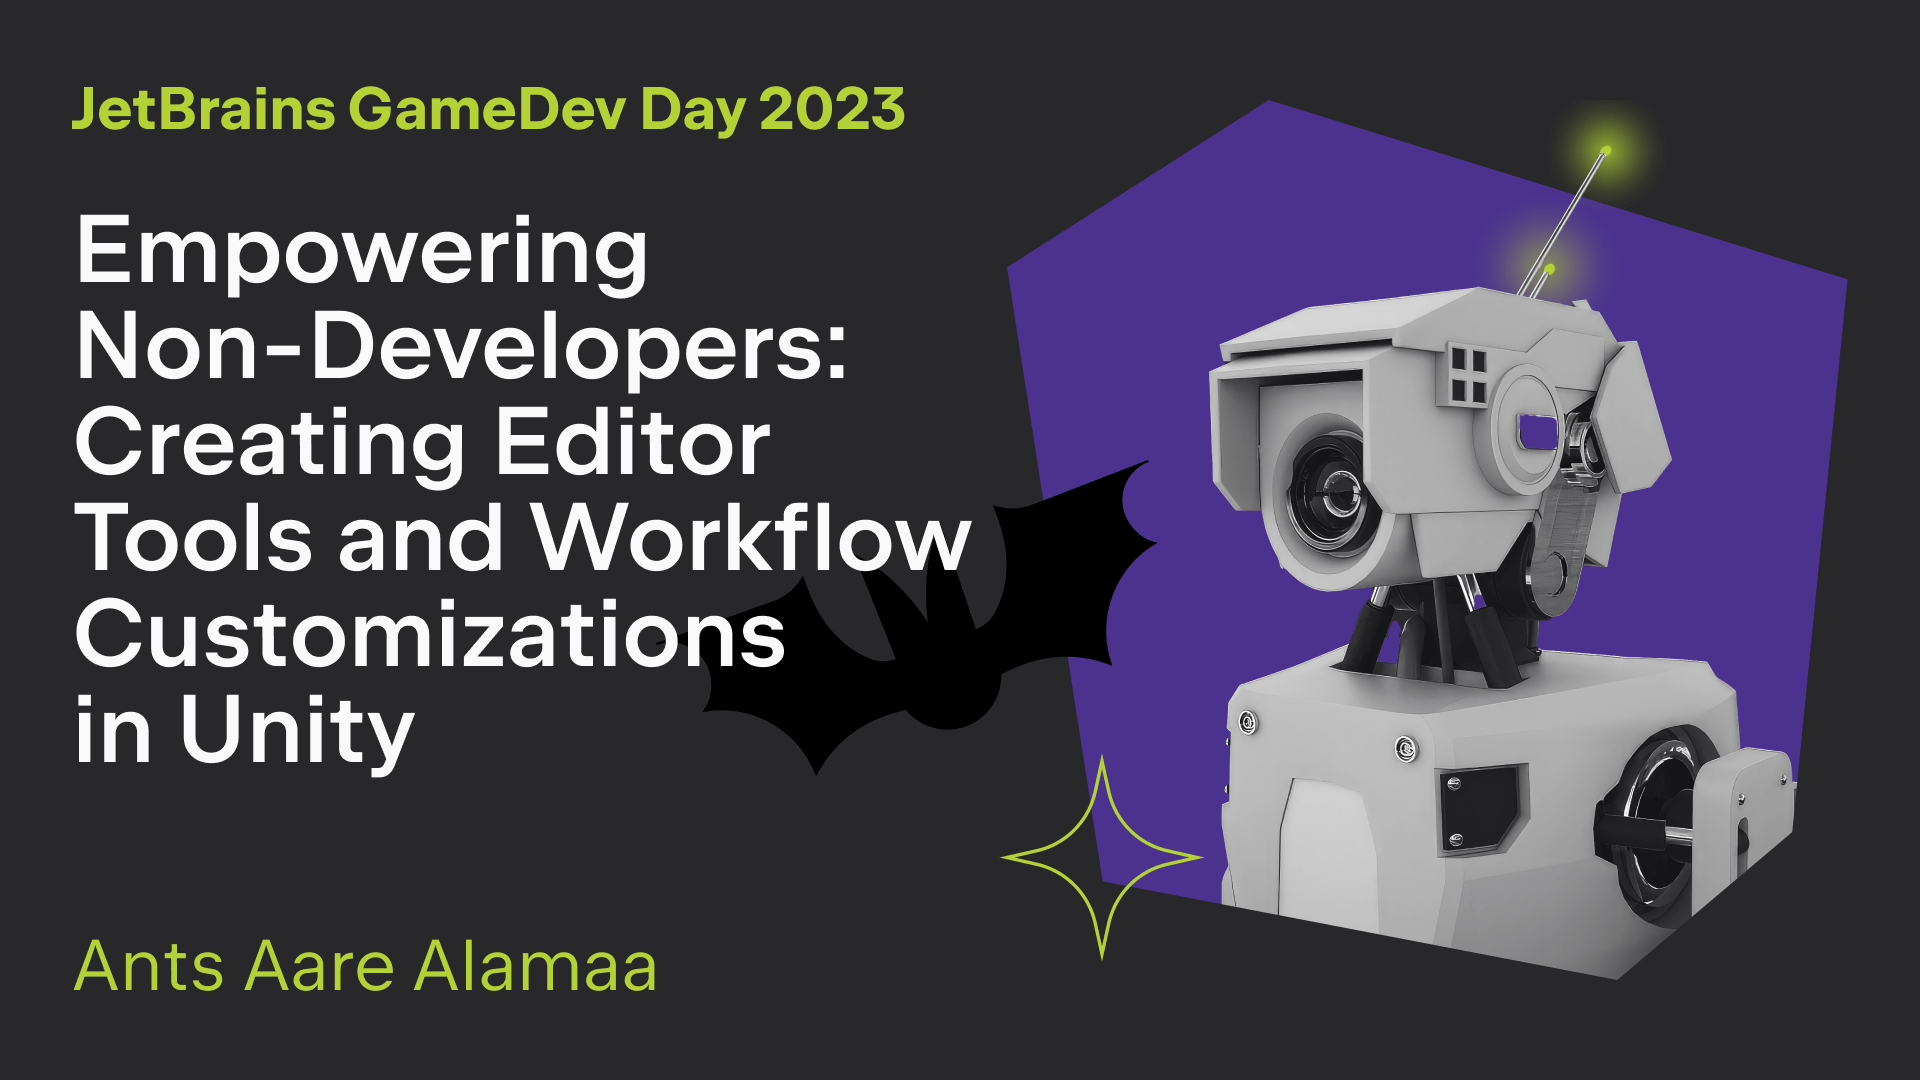 JetBrains GameDev Day 2023
Empowering
Non-Developers:
Creating Editor
Tools and Workflow
Customizations
in Unity
Ants Aare Alamaa